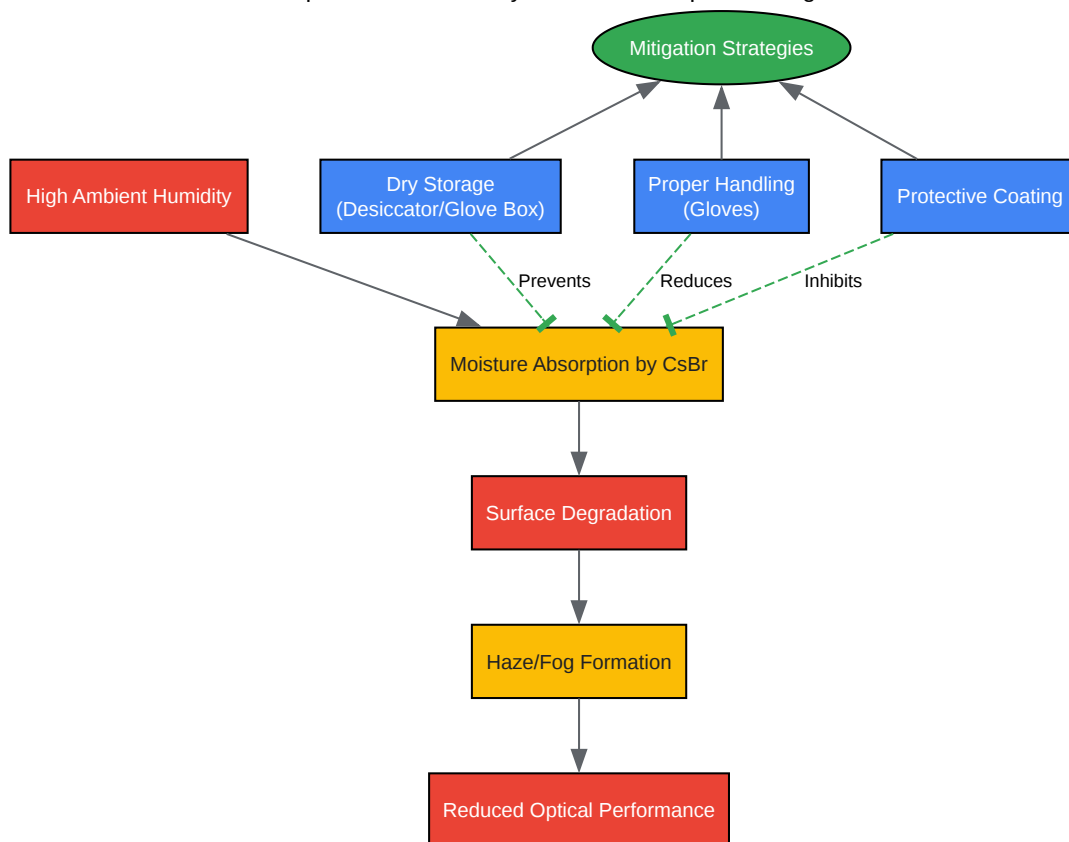 Mitigation Strategies
High Ambient Humidity
Dry Storage
(Desiccator/Glove Box)
Proper Handling
(Gloves)
Protective Coating
Prevents
Reduces
Inhibits
Moisture Absorption by CsBr
Surface Degradation
Haze/Fog Formation
Reduced Optical Performance